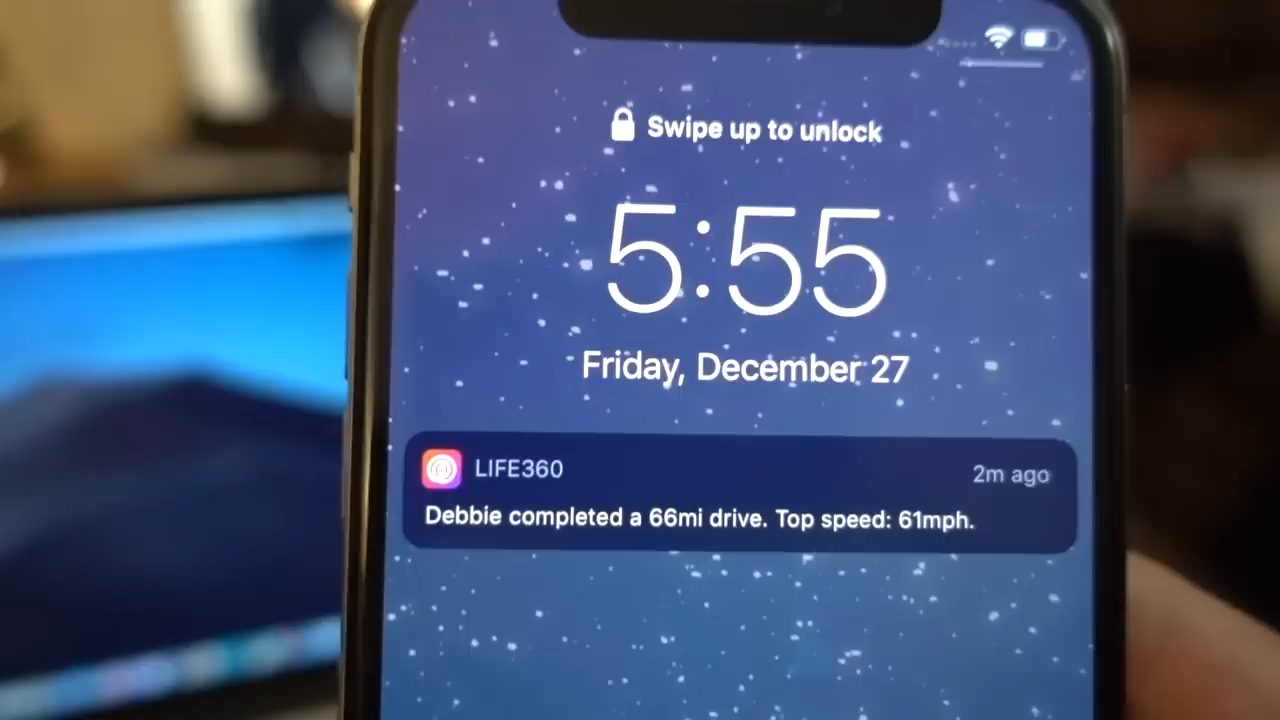 Swipe up to unlock
5:55
Friday, December 27
LIFE360
2m ago
Debbie completed a 66mi drive. Top speed: 61mph.